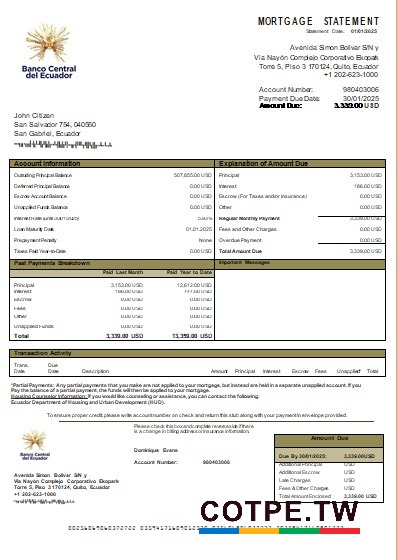 MORTGAGE STATEMENT
Statement Date: 01/01/2025
Banco Central
del Ecuador
Avenida Simon Bolivar S/N y
Via Nayón Complejo Corporativo Ekopark
Torre 5, Piso 3 170124, Quito, Ecuador
+1 202-623-1000
Account Number: 980403006
Payment Due Date: 30/01/2025
Amount Due: 3,339.00 USD
John Citizen
San Salvador 754, 040550
San Gabriel, Ecuador
Account Information
Outstanding Principal Balance 507,855.00 USD
Deferred Principal Balance 0.00 USD
Escrow Account Balance 0.00 USD
Unapplied Funds Balance 0.00 USD
Loan Maturity Date 01.01.2025
Prepayment Penalty None
Taxes Paid Year-to-Date 0.00 USD
Explanation of Amount Due
Principal 3,153.00 USD
Interest 186.00 USD
Escrow (For Taxes and/or Insurance) 0.00 USD
Other 0.00 USD
Regular Monthly Payment 3,339.00 USD
Fees and Other Charges 0.00 USD
Overdue Payment 0.00 USD
Total Amount Due 3,339.00 USD
Past Payments Breakdown
Paid Last Month Paid Year to Date
Principal 3,153.00 USD 12,612.00 USD
Interest 186.00 USD 747.00 USD
Escrow 0.00 USD 0.00 USD
Fees 0.00 USD 0.00 USD
Other 0.00 USD 0.00 USD
Unapplied Funds 0.00 USD 0.00 USD
Total 3,339.00 USD 13,359.00 USD
Important Messages
Transaction Activity
Trans. Date Due Date Description Amount Principal Interest Escrow Fees Unapplied* Total
*Partial Payments: Any partial payments that you make are not applied to your mortgage, but instead are held in a separate unapplied account. If you
Pay the balance of a partial payment, the funds will then be applied to your mortgage.
Housing Counselor Information: If you would like counseling or assistance, you can contact the following:
Ecuador Department of Housing and Urban Development (HUD).
To ensure proper credit please write account number on check and return this stub along with your payment in envelope provided.
Please check this box and complete reverse side if there
is a change in billing address or insurance information.
Banco Central
del Ecuador
Dominique Evans
Account Number: 980403006
Avenida Simon Bolivar S/N y
Via Nayón Complejo Corporativo Ekopark
Torre 5, Piso 3 170124, Quito, Ecuador
+1 202-623-1000
Amount Due
Due By 30/01/2025: 3,339.00 USD
Additional Principal USD
Additional Escrow USD
Late Charges USD
Other USD
Total Amount Enclosed 3,339.00 USD
COTPE.TW